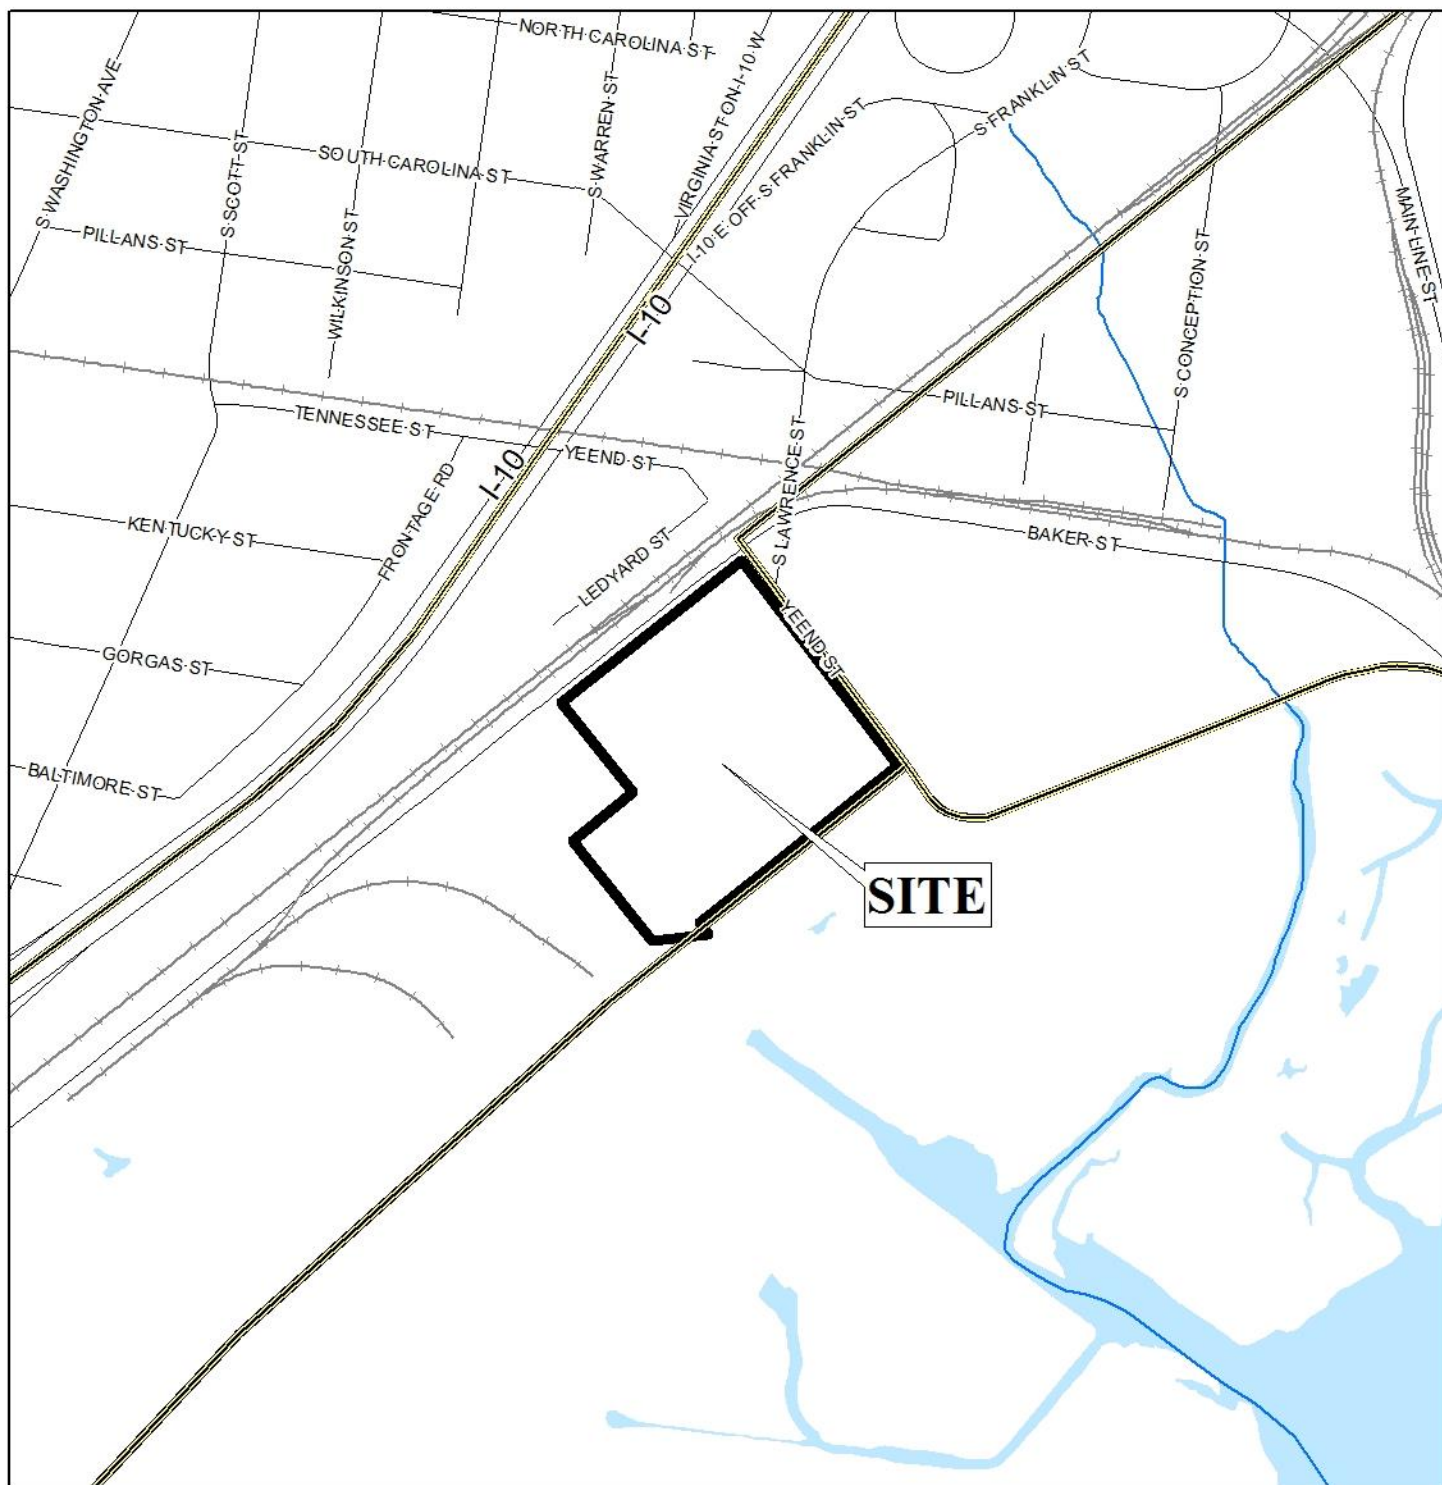 NORTH CAROLINA ST
S WASHINGTON AVE
S SCOTT ST
S WARREN ST
VIRGINIA ST ON I-10 W
I-10 E OFF S FRANKLIN ST
S FRANKLIN ST
SOUTH CAROLINA ST
PILLANS ST
WILKINSON ST
MAIN LINE ST
S CONCEPTION ST
I-10
PILLANS ST
TENNESSEE ST
S LAWRENCE ST
YEEND ST
I-10
FRONTAGE RD
KENTUCKY ST
BAKER ST
LEDYARD ST
YEEND ST
GORGAS ST
BALTIMORE ST
SITE